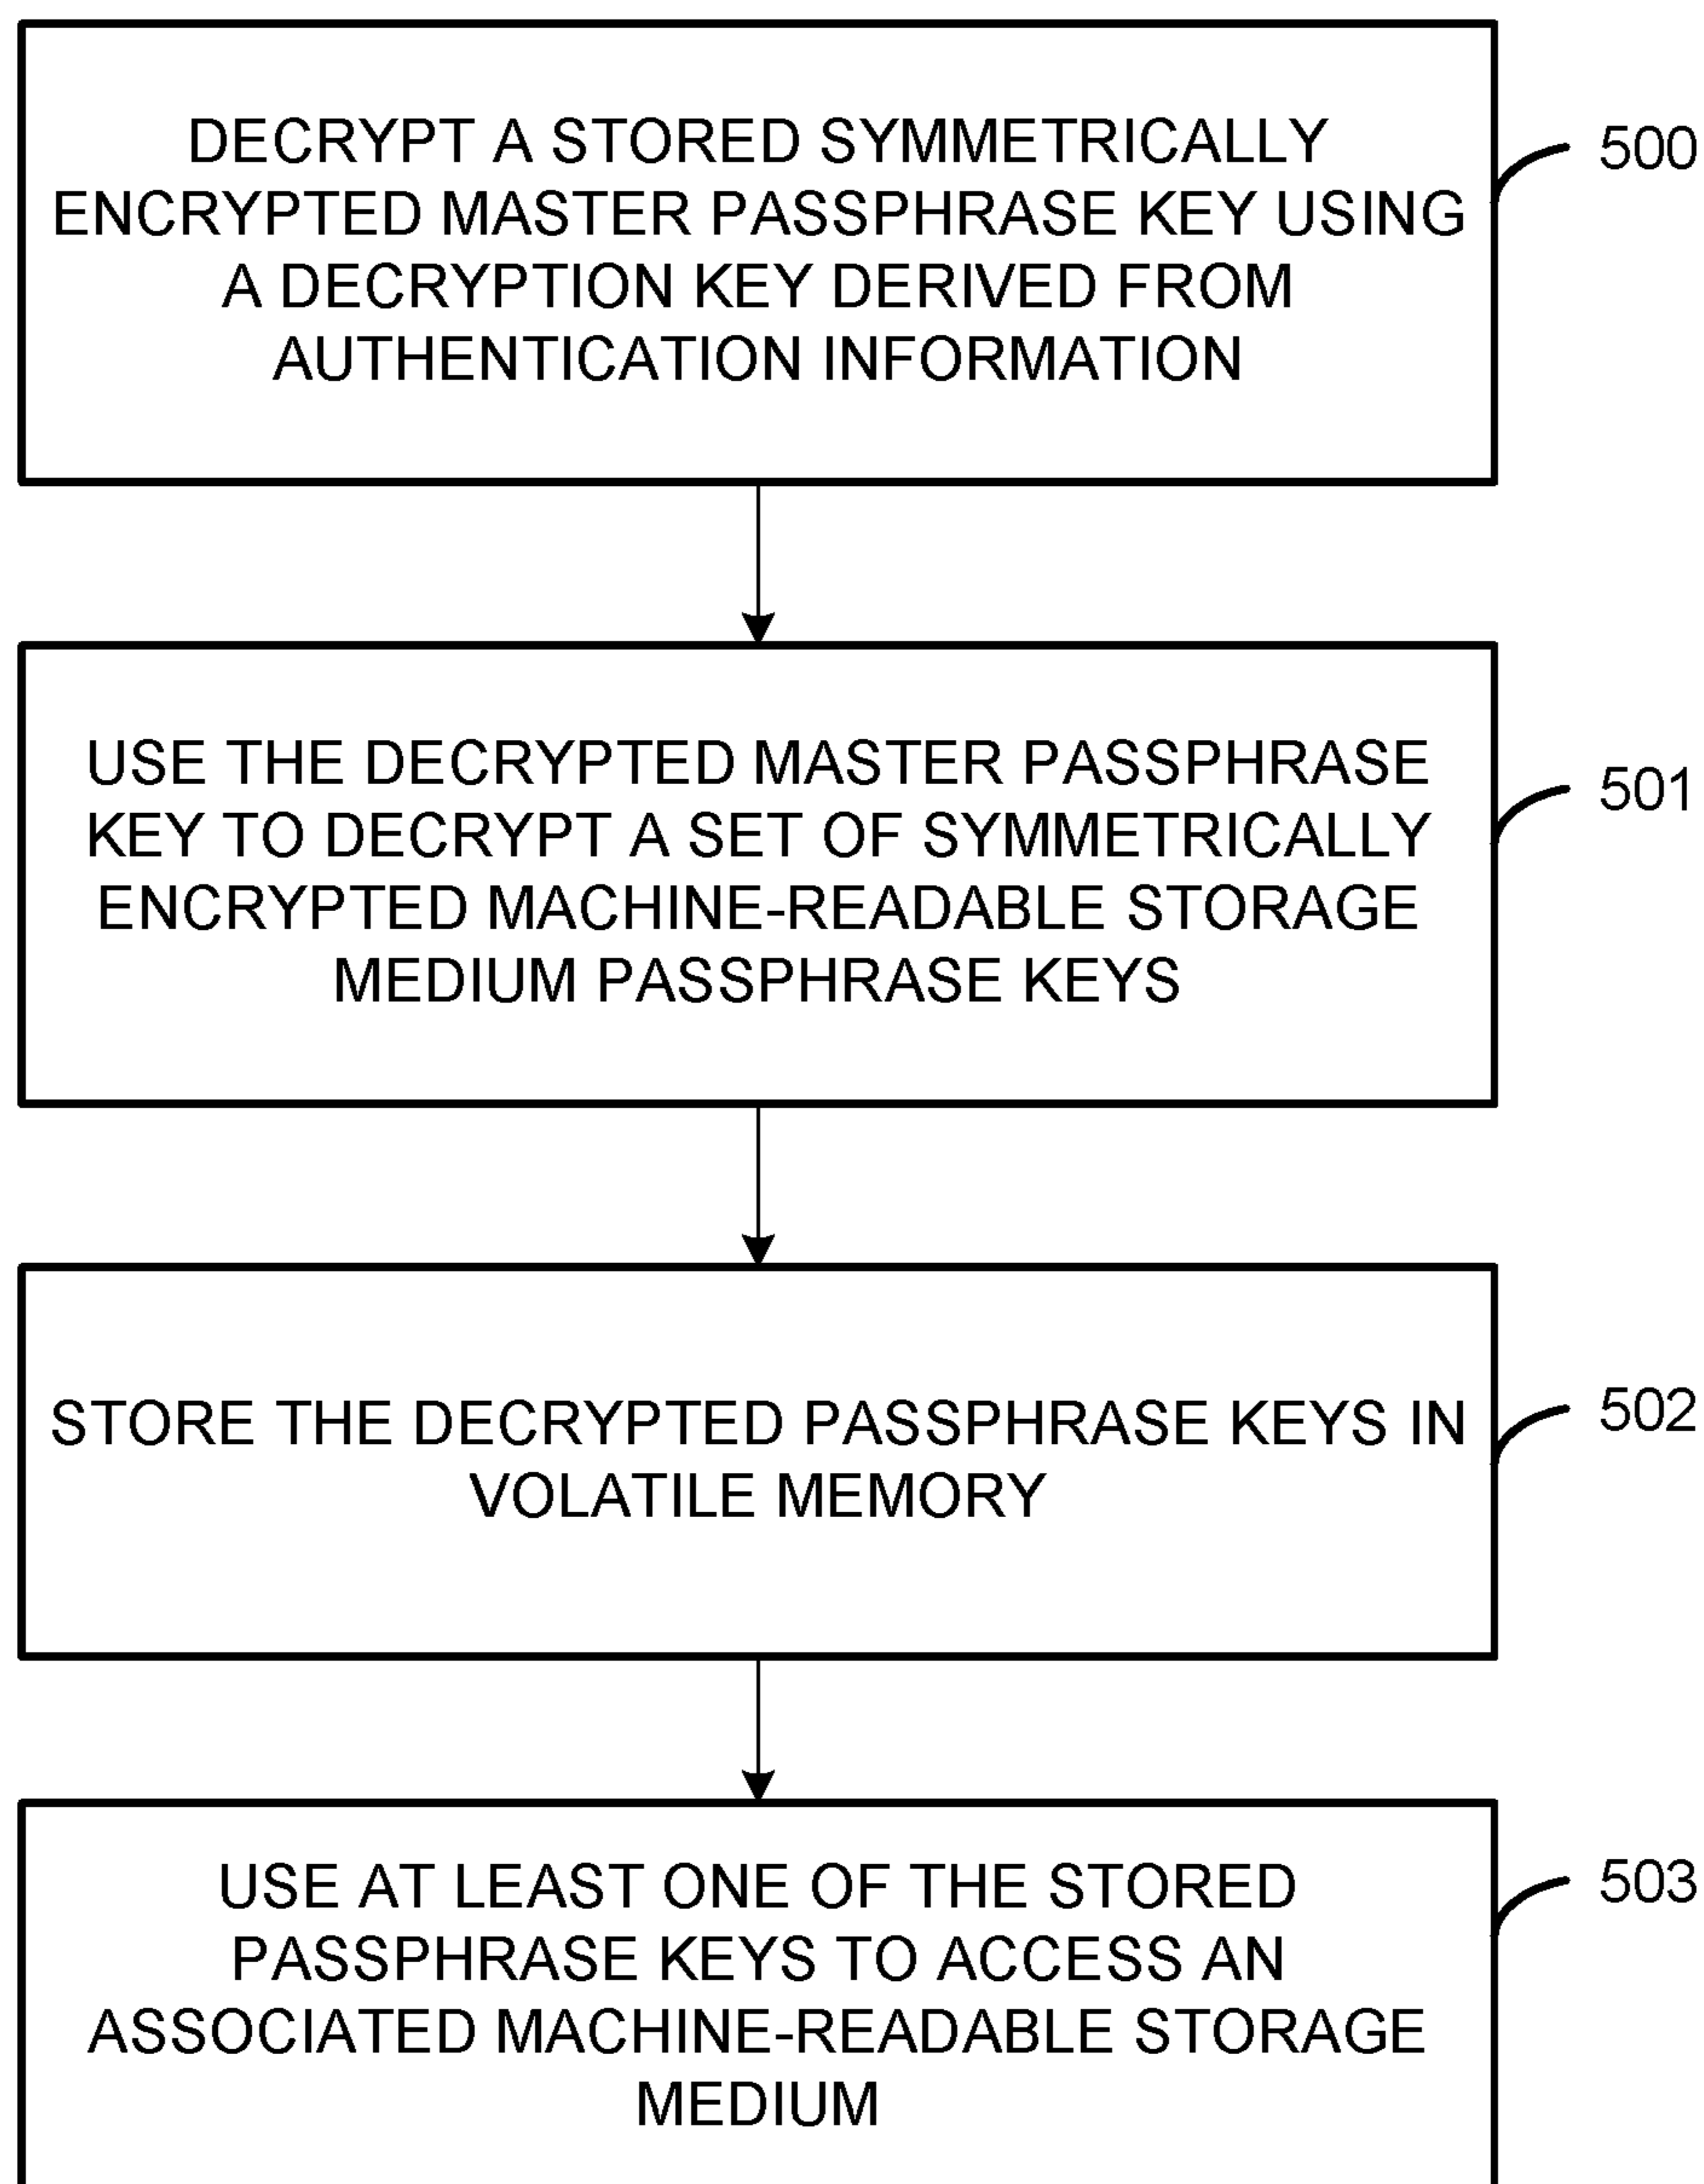 DECRYPT A STORED SYMMETRICALLY
ENCRYPTED MASTER PASSPHRASE KEY USING
A DECRYPTION KEY DERIVED FROM
AUTHENTICATION INFORMATION
500
USE THE DECRYPTED MASTER PASSPHRASE
KEY TO DECRYPT A SET OF SYMMETRICALLY
ENCRYPTED MACHINE-READABLE STORAGE
MEDIUM PASSPHRASE KEYS
501
STORE THE DECRYPTED PASSPHRASE KEYS IN
VOLATILE MEMORY
502
USE AT LEAST ONE OF THE STORED
PASSPHRASE KEYS TO ACCESS AN
ASSOCIATED MACHINE-READABLE STORAGE
MEDIUM
503